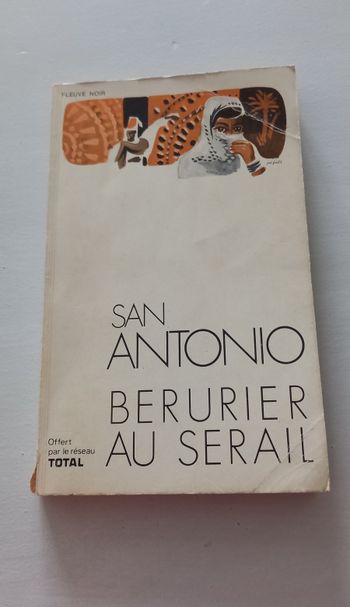 FLEUVE NOIR
SAN
ANTONIO
BERURIER
AU SERAIL
Offert
par le réseau
TOTAL